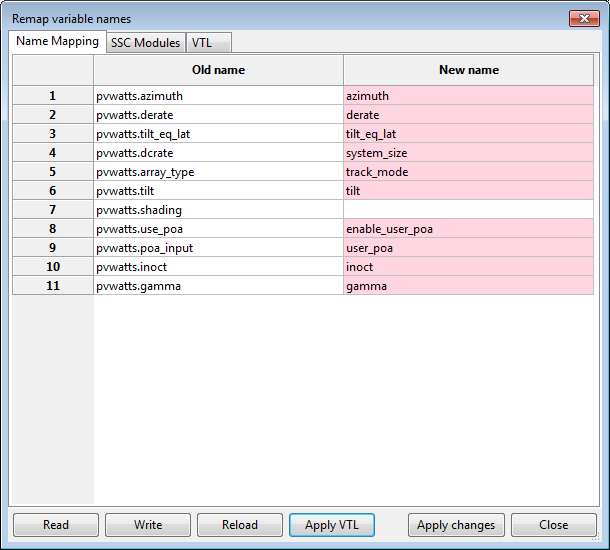 Remap variable names
Name Mapping SSC Modules VTL
Old name New name
1 pvwatts.azimuth azimuth
2 pvwatts.derate derate
3 pvwatts.tilt_eq_lat tilt_eq_lat
4 pvwatts.dcrate system_size
5 pvwatts.array_type track_mode
6 pvwatts.tilt tilt
7 pvwatts.shading
8 pvwatts.use_poa enable_user_poa
9 pvwatts.poa_input user_poa
10 pvwatts.inoct inoct
11 pvwatts.gamma gamma
Read Write Reload Apply VTL Apply changes Close